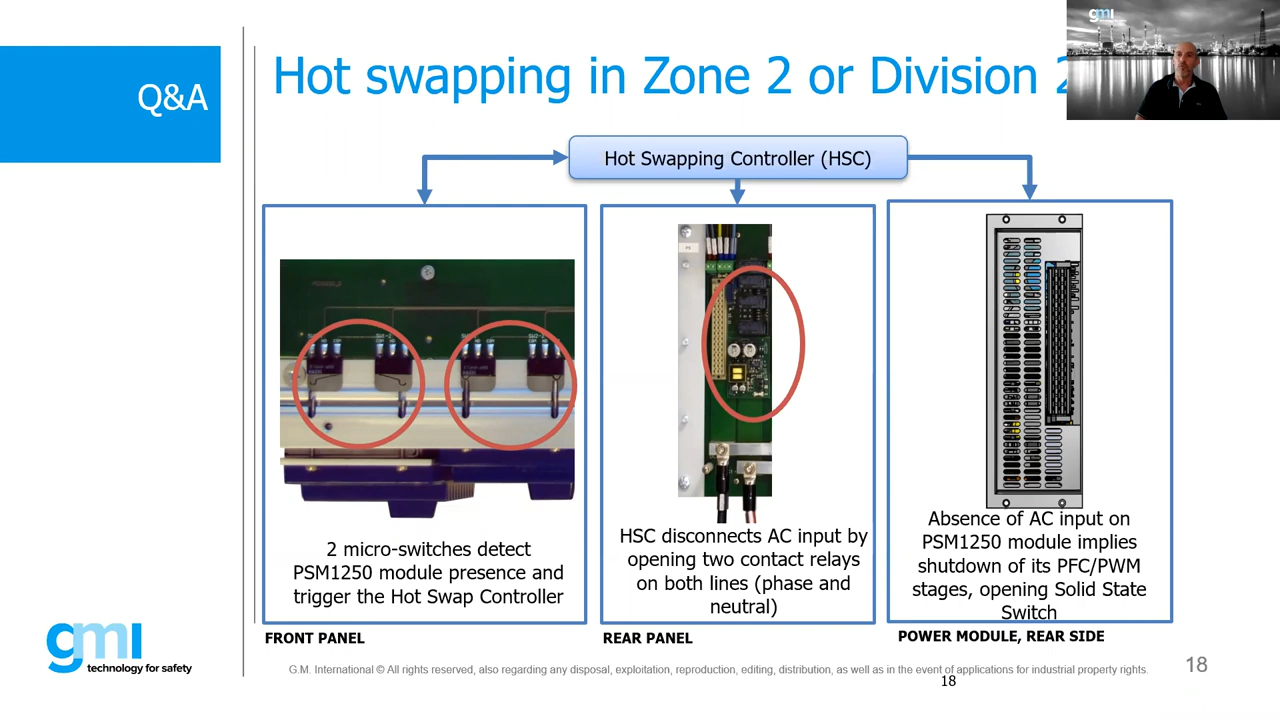 Q&A
Hot swapping in Zone 2 or Division 2
gmi
Hot Swapping Controller (HSC)
2 micro-switches detect
PSM1250 module presence and
trigger the Hot Swap Controller
FRONT PANEL
HSC disconnects AC input by
opening two contact relays
on both lines (phase and
neutral)
REAR PANEL
Absence of AC input on
PSM1250 module implies
shutdown of its PFC/PWM
stages, opening Solid State
Switch
POWER MODULE, REAR SIDE
gmi
technology for safety
G.M. International © All rights reserved, also regarding any disposal, exploitation, reproduction, editing, distribution, as well as in the event of applications for industrial property rights.
18
18